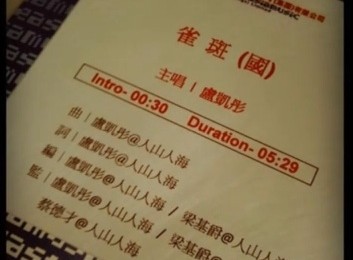 雀斑 (國)
主唱 | 盧凱彤
Intro- 00:30 Duration- 05:29
曲 | 盧凱彤@人山人海
詞 | 盧凱彤@人山人海
編 | 盧凱彤@人山人海 / 梁基爵@人山人海
監 | 盧凱彤@人山人海 / 梁基爵@人山人海
蔡德才@人山人海